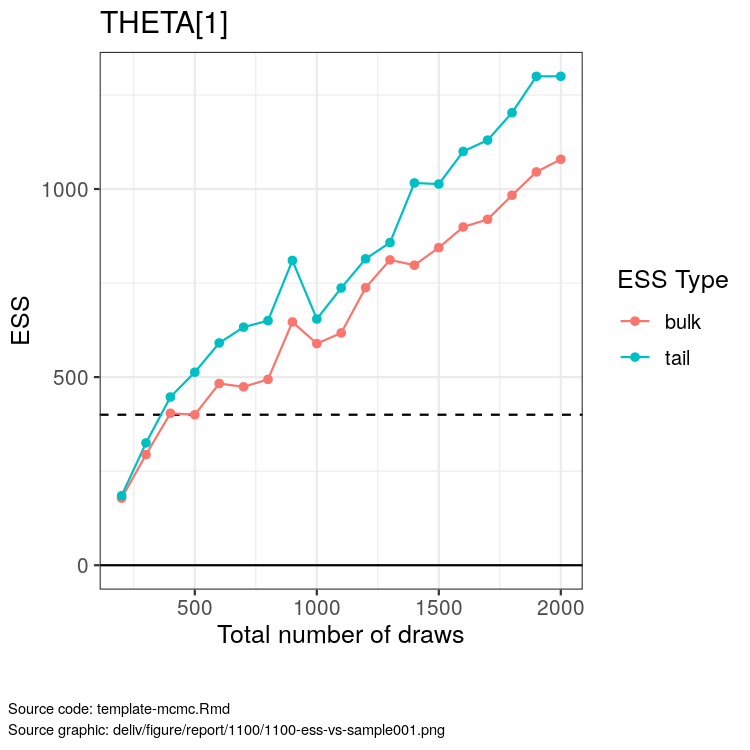 THETA[1]
1000
500
0
ESS
500 1000 1500 2000
Total number of draws
ESS Type
bulk
tail
Source code: template-mcmc.Rmd
Source graphic: deliv/figure/report/1100/1100-ess-vs-sample001.png